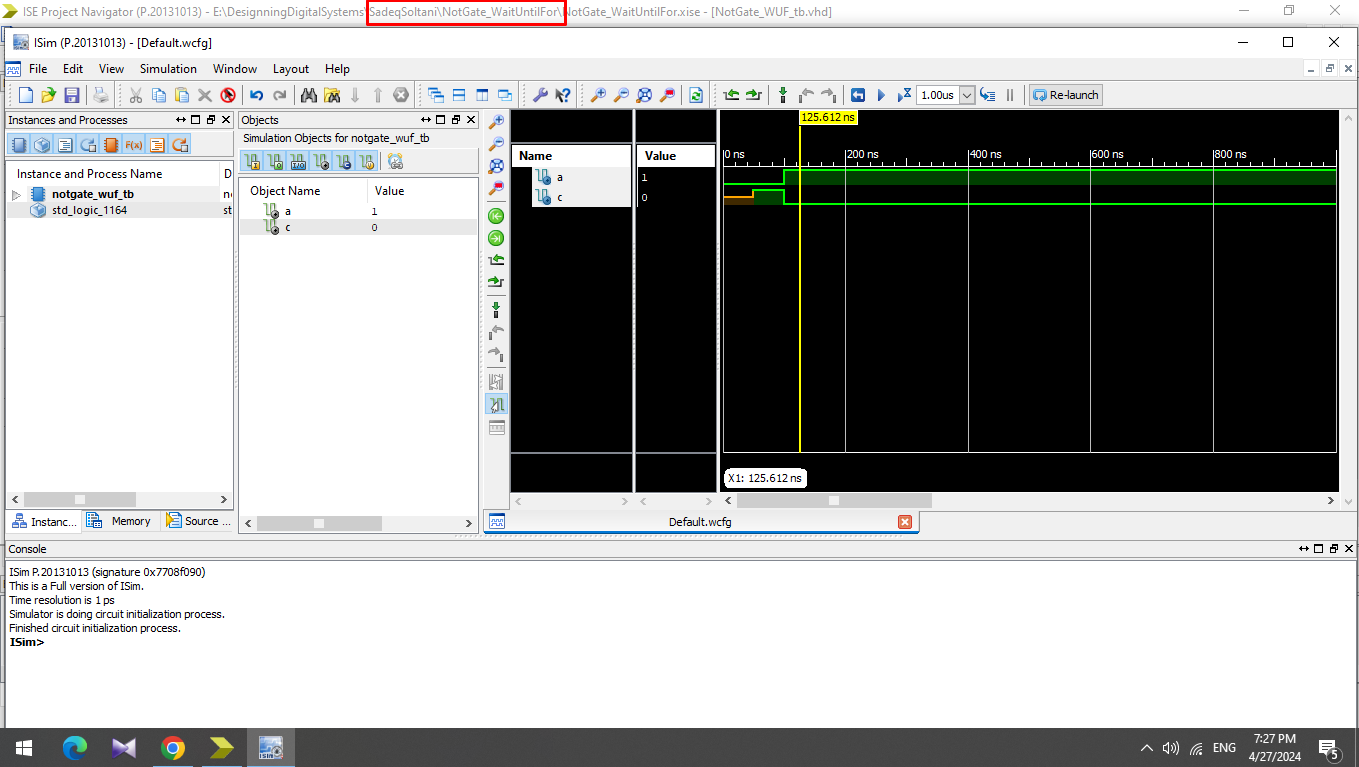 ISE Project Navigator (P.20131013) - E:\DesignningDigitalSystems\SadeqSoltani\NotGate_WaitUntilFor\NotGate_WaitUntilFor.xise - [NotGate_WUF_tb.vhd]
ISim (P.20131013) - [Default.wcfg]
File Edit View Simulation Window Layout Help
1.00us Re-launch
Instances and Processes
F(x)
Instance and Process Name D
notgate_wuf_tb n
std_logic_1164 st
Instanc... Memory Source ...
Objects
Simulation Objects for notgate_wuf_tb
Object Name Value
a 1
c 0
Name Value
a 1
c 0
125.612 ns
0 ns 200 ns 400 ns 600 ns 800 ns
X1: 125.612 ns
Default.wcfg
Console
ISim P.20131013 (signature 0x7708f090)
This is a Full version of ISim.
Time resolution is 1 ps
Simulator is doing circuit initialization process.
Finished circuit initialization process.
ISim>
ISim
ENG
7:27 PM
4/27/2024
5